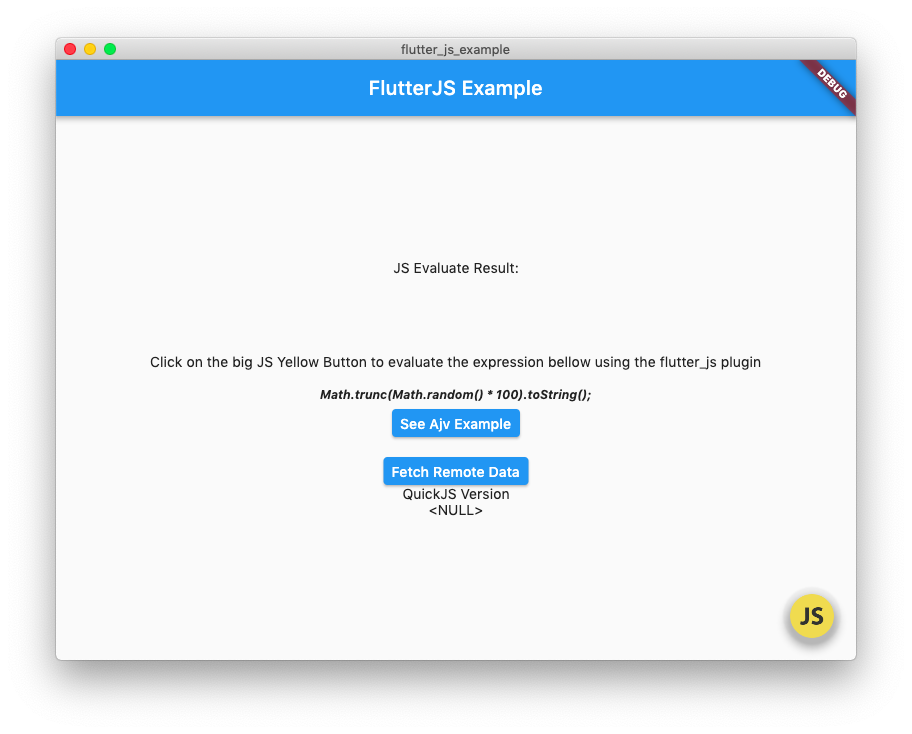 flutter_js_example
FlutterJS Example
DEBUG
JS Evaluate Result:
Click on the big JS Yellow Button to evaluate the expression bellow using the flutter_js plugin
Math.trunc(Math.random() * 100).toString();
See Ajv Example
Fetch Remote Data
QuickJS Version
<NULL>
JS